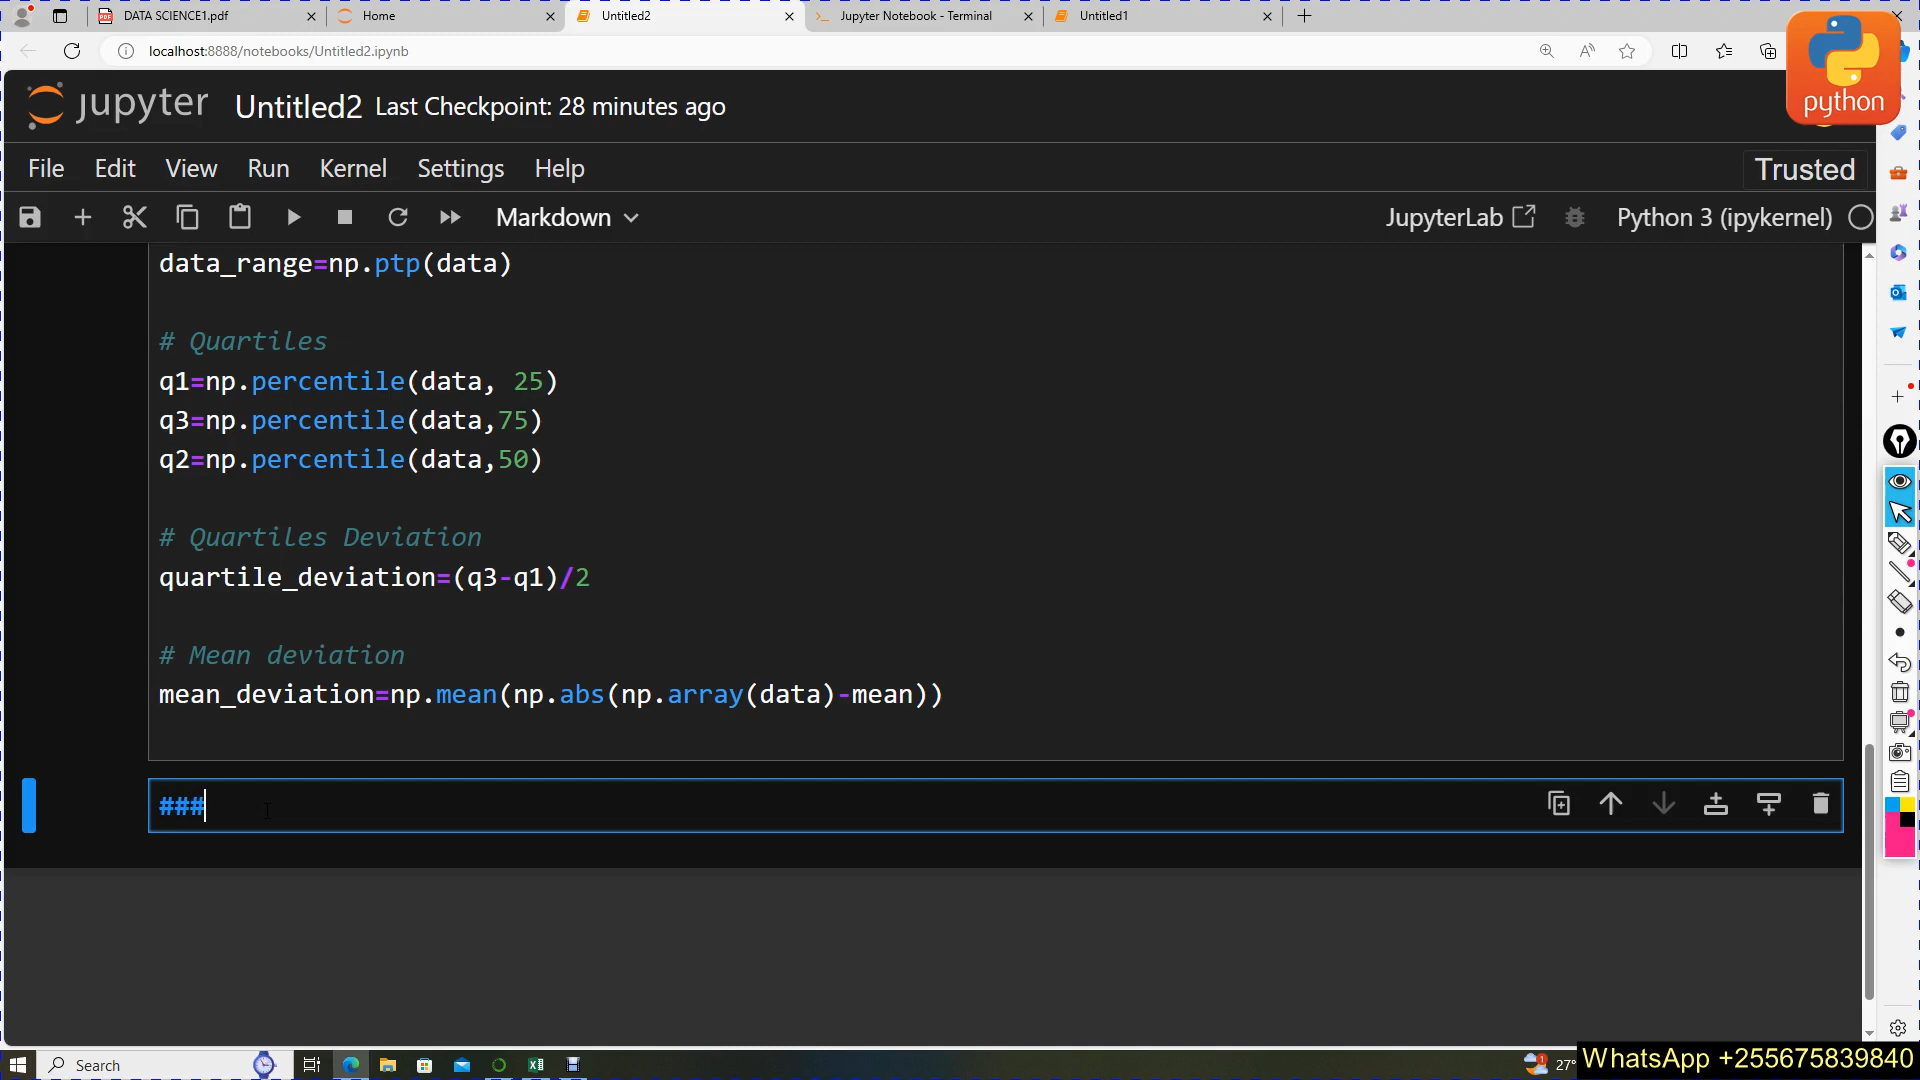 DATA SCIENCE1.pdf
Home
Untitled2
Jupyter Notebook - Terminal
Untitled1
localhost:8888/notebooks/Untitled2.ipynb
python
jupyter Untitled2 Last Checkpoint: 28 minutes ago
File Edit View Run Kernel Settings Help
Trusted
Markdown
JupyterLab
Python 3 (ipykernel)
data_range=np.ptp(data)
# Quartiles
q1=np.percentile(data, 25)
q3=np.percentile(data,75)
q2=np.percentile(data,50)
# Quartiles Deviation
quartile_deviation=(q3-q1)/2
# Mean deviation
mean_deviation=np.mean(np.abs(np.array(data)-mean))
###
Search
27°
WhatsApp +255675839840